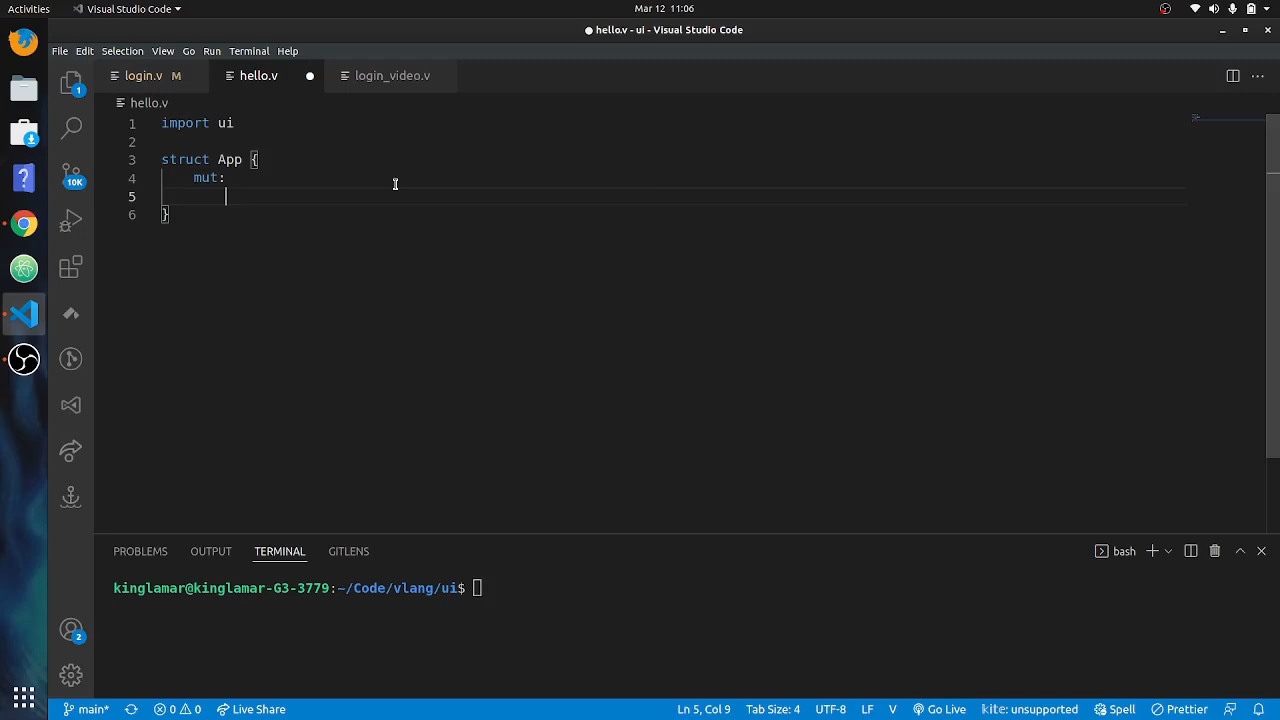 Activities
Visual Studio Code
Mar 12 11:06
hello.v - ui - Visual Studio Code
File Edit Selection View Go Run Terminal Help
login.v M
hello.v
login_video.v
hello.v
1 import ui
2
3 struct App {
4 mut:
5
6 }
1
10K
2
PROBLEMS OUTPUT TERMINAL GITLENS
bash
kinglamar@kinglamar-G3-3779:~/Code/vlang/ui$
main* 0 0 Live Share
Ln 5, Col 9 Tab Size: 4 UTF-8 LF V Go Live kite: unsupported Spell Prettier